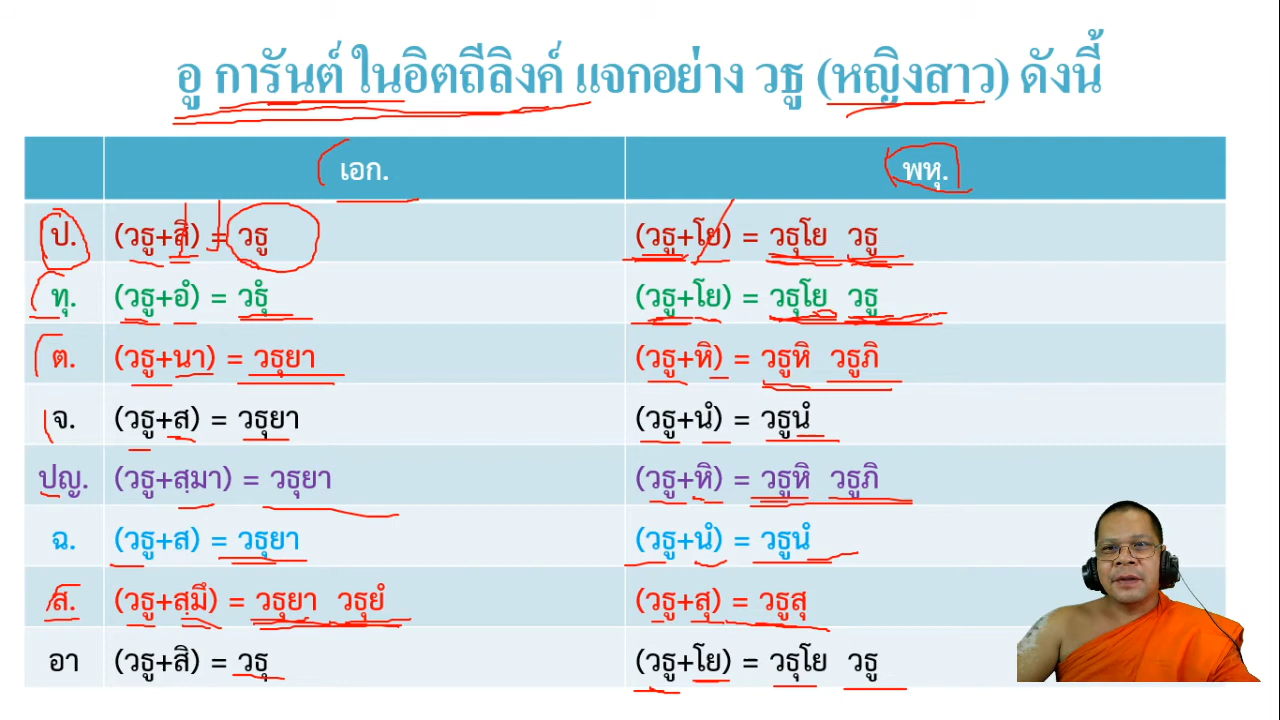 อู การันต์ ในอิตถีลิงค์ แจกอย่าง วธู (หญิงสาว) ดังนี้
เอก. พหุ.
ป. (วธู+สิ) = วธู (วธู+โย) = วธุโย วธู
ทุ. (วธู+อํ) = วธุํ (วธู+โย) = วธุโย วธู
ต. (วธู+นา) = วธุยา (วธู+หิ) = วธูหิ วธูภิ
จ. (วธู+ส) = วธุยา (วธู+นํ) = วธูนํ
ปญ. (วธู+สฺมา) = วธุยา (วธู+หิ) = วธูหิ วธูภิ
ฉ. (วธู+ส) = วธุยา (วธู+นํ) = วธูนํ
ส. (วธู+สฺมึ) = วธุยา วธุยํ (วธู+สุ) = วธูสุ
อา (วธู+สิ) = วธุ (วธู+โย) = วธุโย วธู